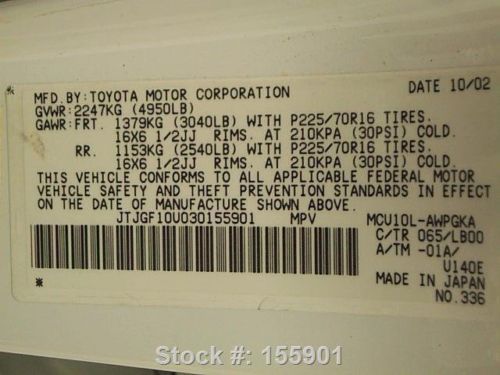 MFD.BY:TOYOTA MOTOR CORPORATION DATE 10/02
GVWR:2247KG (4950LB)
GAWR:FRT. 1379KG (3040LB) WITH P225/70R16 TIRES.
16X6 1/2JJ RIMS. AT 210KPA (30PSI) COLD.
RR. 1153KG (2540LB) WITH P225/70R16 TIRES.
16X6 1/2JJ RIMS. AT 210KPA (30PSI) COLD.
THIS VEHICLE CONFORMS TO ALL APPLICABLE FEDERAL MOTOR
VEHICLE SAFETY AND THEFT PREVENTION STANDARDS IN EFFECT
ON THE DATE OF MANUFACTURE SHOWN ABOVE.
JTJGF10U030155901 MPV MCU10L-AWPGKA
C/TR 065/LB00
A/TM -01A/
U140E
MADE IN JAPAN
NO.336
Stock #: 155901